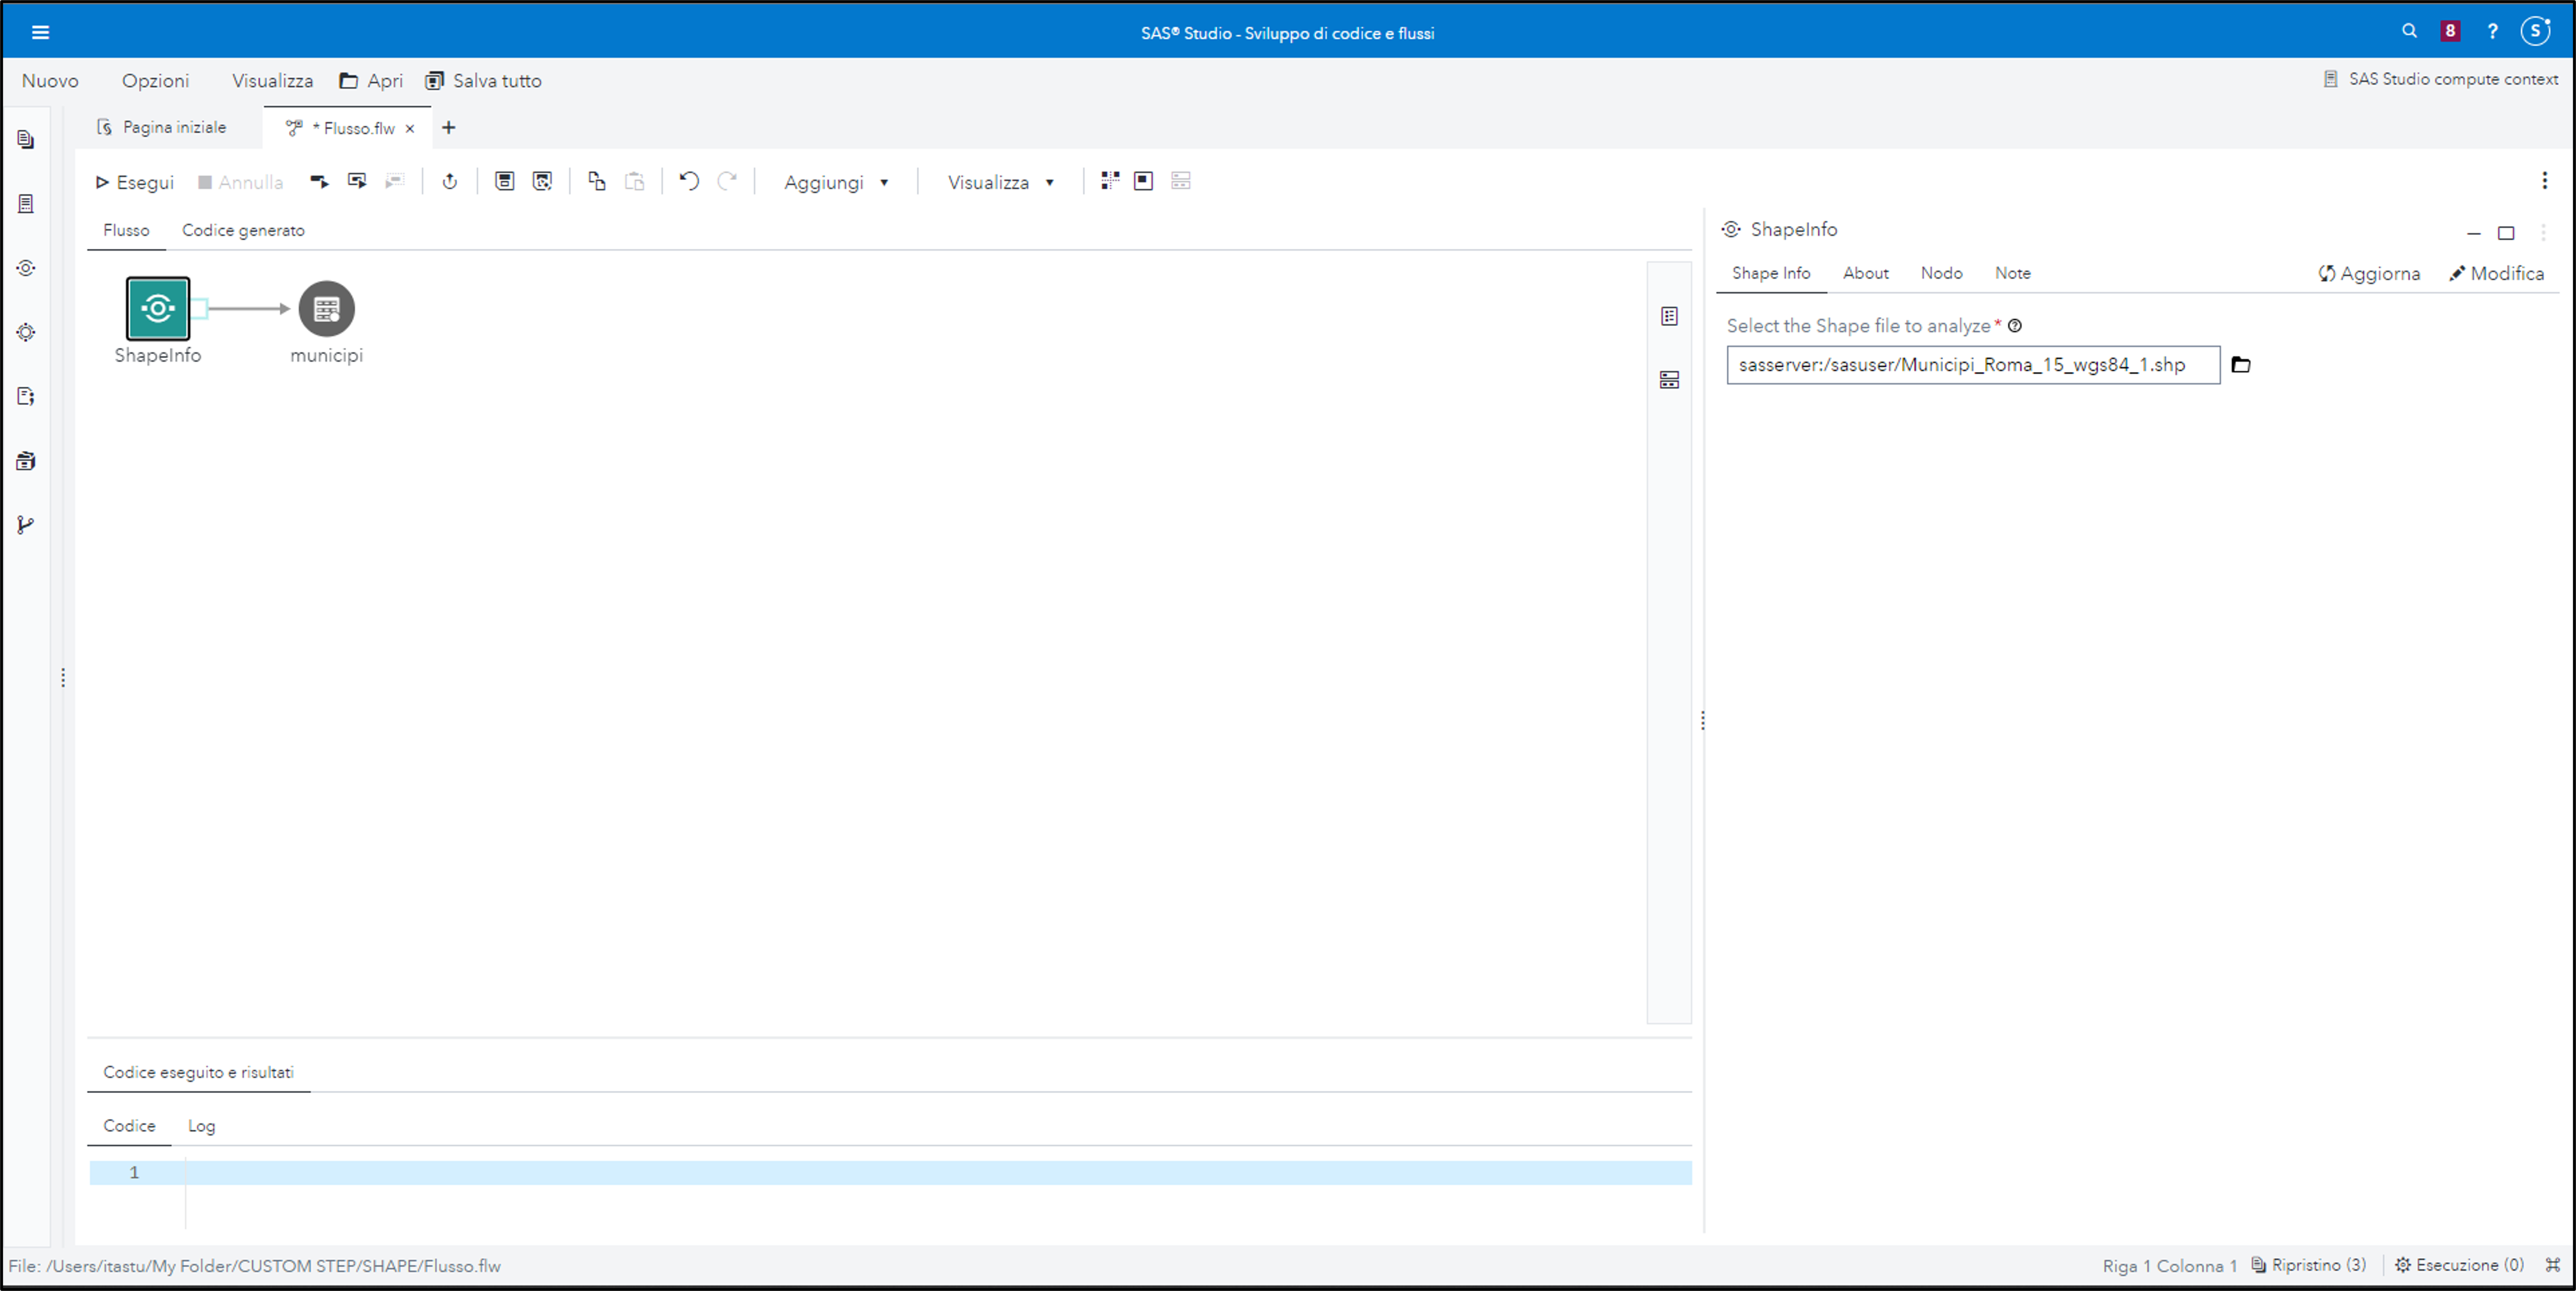 SAS® Studio - Sviluppo di codice e flussi
8 ? S
Nuovo Opzioni Visualizza Apri Salva tutto
SAS Studio compute context
Pagina iniziale * Flusso.flw × +
Esegui Annulla Aggiungi Visualizza
Flusso Codice generato
ShapeInfo
municipi
ShapeInfo
Shape Info About Nodo Note Aggiorna Modifica
Select the Shape file to analyze *
sasserver:/sasuser/Municipi_Roma_15_wgs84_1.shp
Codice eseguito e risultati
Codice Log
1
File: /Users/itastu/My Folder/CUSTOM STEP/SHAPE/Flusso.flw
Riga 1 Colonna 1 Ripristino (3) Esecuzione (0)